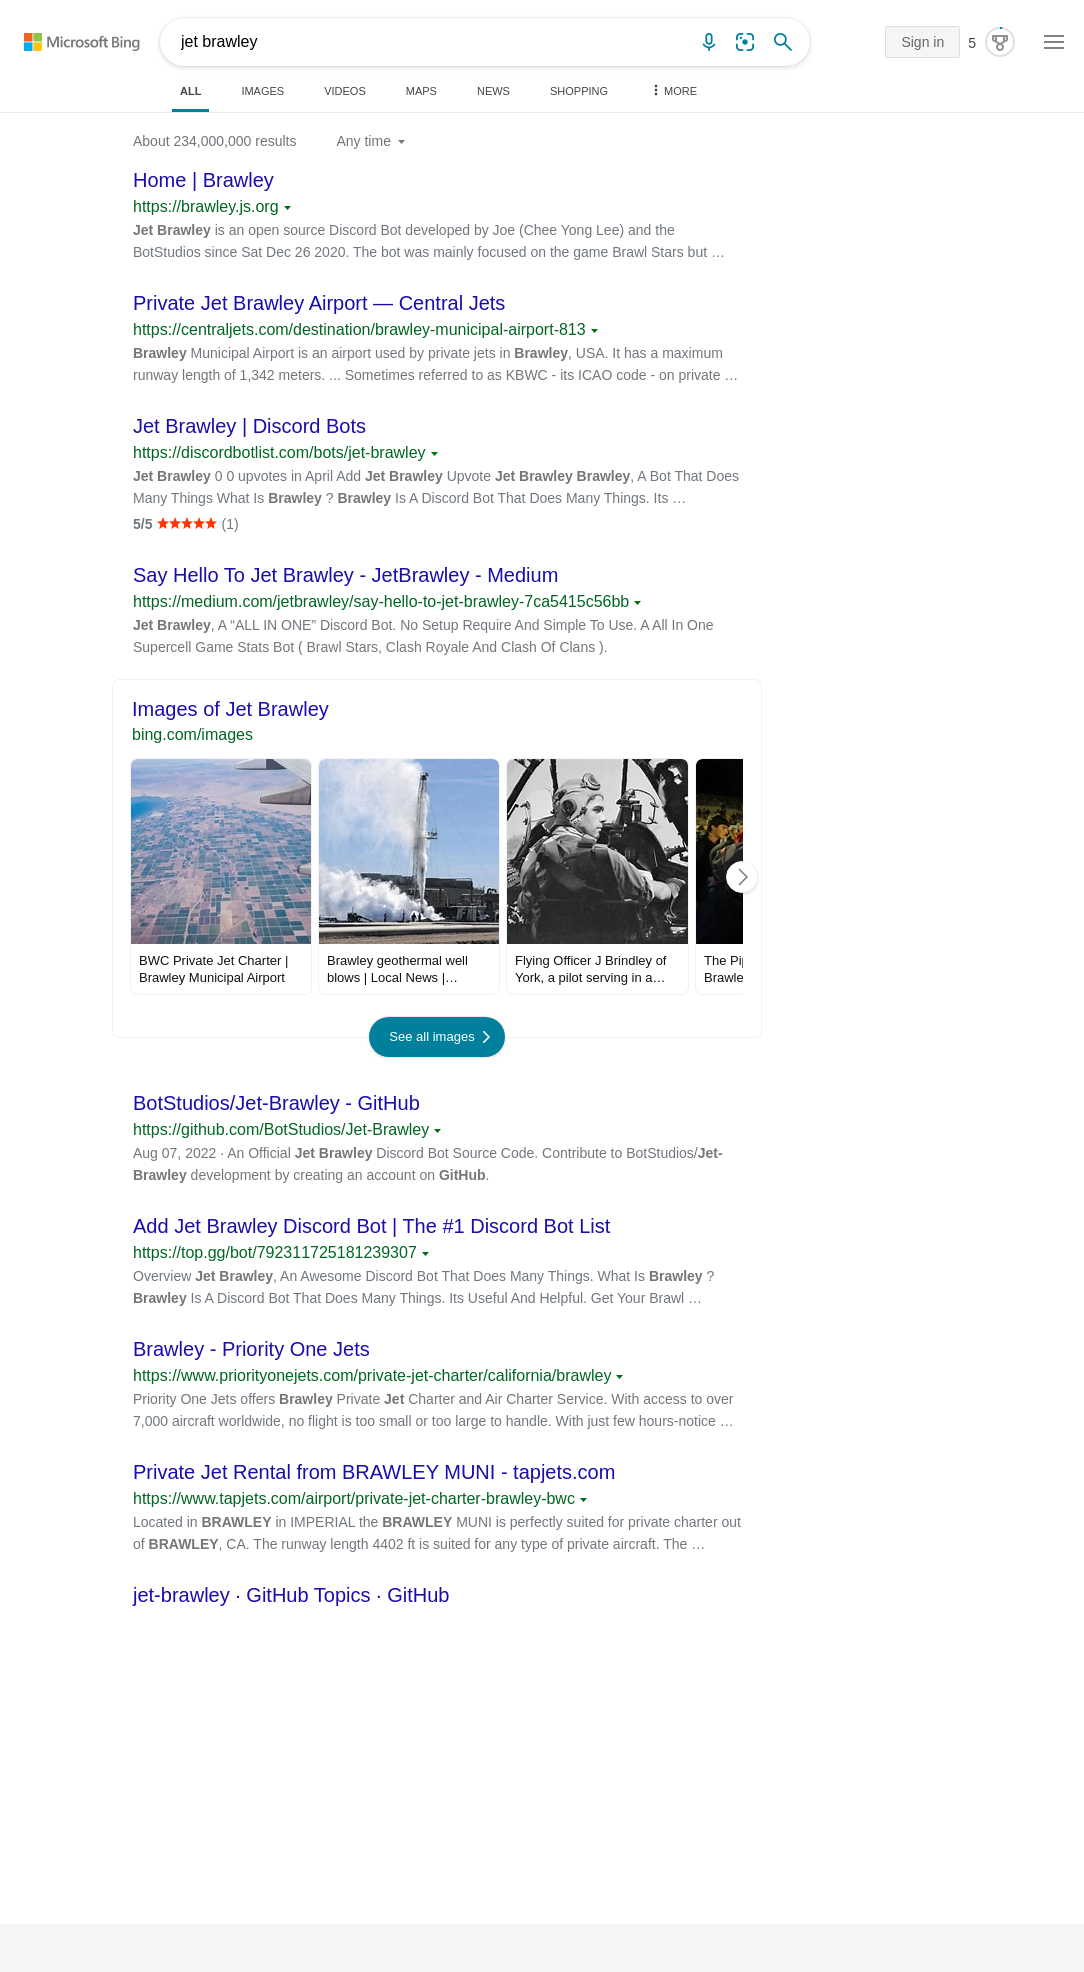 Microsoft Bing
jet brawley
Sign in
5
ALL
IMAGES
VIDEOS
MAPS
NEWS
SHOPPING
MORE
About 234,000,000 results
Any time
Home | Brawley
https://brawley.js.org
Jet Brawley is an open source Discord Bot developed by Joe (Chee Yong Lee) and the
BotStudios since Sat Dec 26 2020. The bot was mainly focused on the game Brawl Stars but …
Private Jet Brawley Airport — Central Jets
https://centraljets.com/destination/brawley-municipal-airport-813
Brawley Municipal Airport is an airport used by private jets in Brawley, USA. It has a maximum
runway length of 1,342 meters. ... Sometimes referred to as KBWC - its ICAO code - on private …
Jet Brawley | Discord Bots
https://discordbotlist.com/bots/jet-brawley
Jet Brawley 0 0 upvotes in April Add Jet Brawley Upvote Jet Brawley Brawley, A Bot That Does
Many Things What Is Brawley ? Brawley Is A Discord Bot That Does Many Things. Its …
5/5 ★★★★★ (1)
Say Hello To Jet Brawley - JetBrawley - Medium
https://medium.com/jetbrawley/say-hello-to-jet-brawley-7ca5415c56bb
Jet Brawley, A “ALL IN ONE” Discord Bot. No Setup Require And Simple To Use. A All In One
Supercell Game Stats Bot ( Brawl Stars, Clash Royale And Clash Of Clans ).
Images of Jet Brawley
bing.com/images
BWC Private Jet Charter |
Brawley Municipal Airport
Brawley geothermal well
blows | Local News |…
Flying Officer J Brindley of
York, a pilot serving in a…
The Pip
Brawle
See all images
BotStudios/Jet-Brawley - GitHub
https://github.com/BotStudios/Jet-Brawley
Aug 07, 2022 · An Official Jet Brawley Discord Bot Source Code. Contribute to BotStudios/Jet-
Brawley development by creating an account on GitHub.
Add Jet Brawley Discord Bot | The #1 Discord Bot List
https://top.gg/bot/792311725181239307
Overview Jet Brawley, An Awesome Discord Bot That Does Many Things. What Is Brawley ?
Brawley Is A Discord Bot That Does Many Things. Its Useful And Helpful. Get Your Brawl …
Brawley - Priority One Jets
https://www.priorityonejets.com/private-jet-charter/california/brawley
Priority One Jets offers Brawley Private Jet Charter and Air Charter Service. With access to over
7,000 aircraft worldwide, no flight is too small or too large to handle. With just few hours-notice …
Private Jet Rental from BRAWLEY MUNI - tapjets.com
https://www.tapjets.com/airport/private-jet-charter-brawley-bwc
Located in BRAWLEY in IMPERIAL the BRAWLEY MUNI is perfectly suited for private charter out
of BRAWLEY, CA. The runway length 4402 ft is suited for any type of private aircraft. The …
jet-brawley · GitHub Topics · GitHub